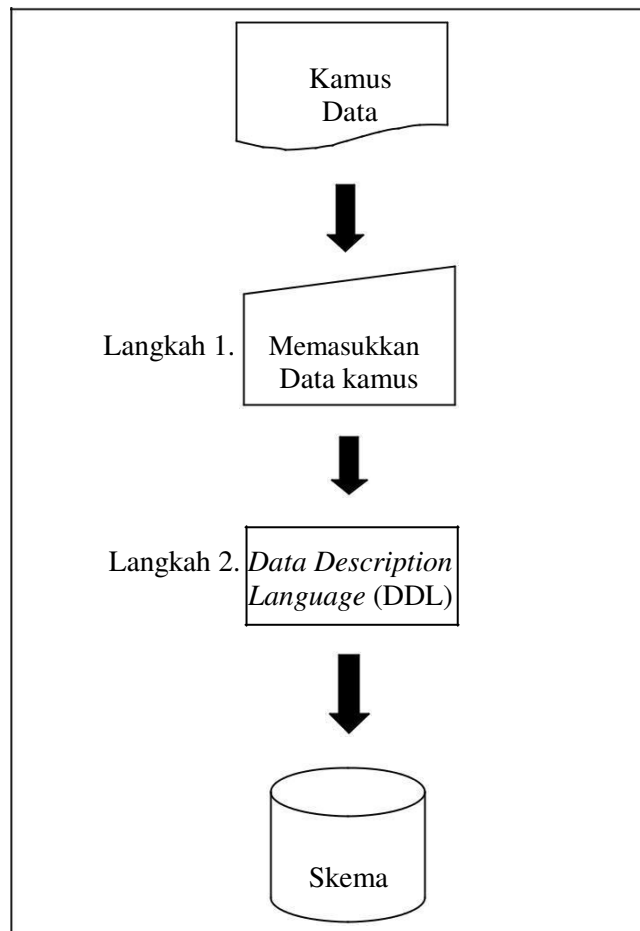 Kamus
Data
Langkah 1. Memasukkan
Data kamus
Langkah 2. Data Description
Language (DDL)
Skema